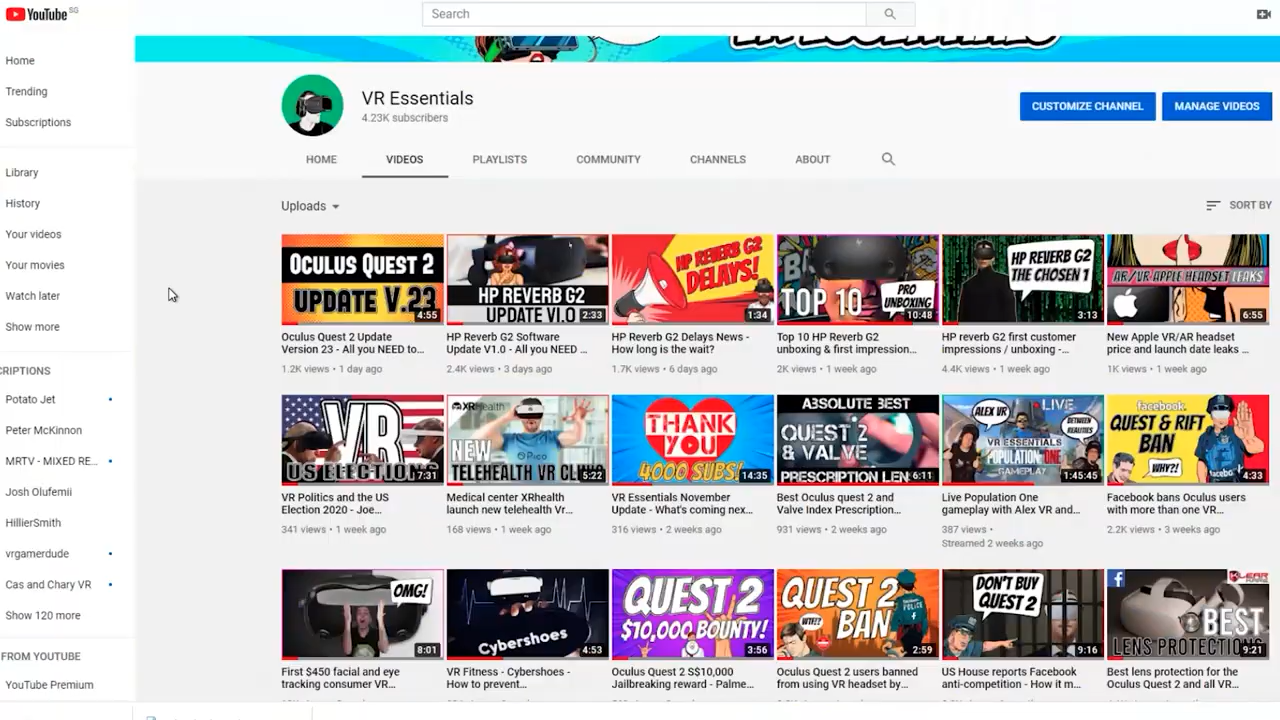 YouTube SG
Search
Home
Trending
Subscriptions
Library
History
Your videos
Your movies
Watch later
Show more
CRIPTIONS
Potato Jet
Peter McKinnon
MRTV - MIXED RE...
Josh Olufemii
HillierSmith
vrgamerdude
Cas and Chary VR
Show 120 more
FROM YOUTUBE
YouTube Premium
VR Essentials
4.23K subscribers
CUSTOMIZE CHANNEL
MANAGE VIDEOS
HOME
VIDEOS
PLAYLISTS
COMMUNITY
CHANNELS
ABOUT
Uploads
SORT BY
OCULUS QUEST 2
UPDATE V.23
4:55
Oculus Quest 2 Update
Version 23 - All you NEED to...
1.2K views • 1 day ago
HP REVERB G2
UPDATE V1.0
2:33
HP Reverb G2 Software
Update V1.0 - All you NEED ...
2.4K views • 3 days ago
HP REVERB G2
DELAYS!
1:34
HP Reverb G2 Delays News -
How long is the wait?
1.7K views • 6 days ago
TOP 10
PRO
UNBOXING
10:48
Top 10 HP Reverb G2
unboxing & first impression...
2K views • 1 week ago
HP REVERB G2
THE CHOSEN 1
3:13
HP reverb G2 first customer
impressions / unboxing -...
4.4K views • 1 week ago
AR/VR APPLE HEADSET LEAKS
6:55
New Apple VR/AR headset
price and launch date leaks ...
1K views • 1 week ago
VR
US ELECTIONS
7:31
VR Politics and the US
Election 2020 - Joe...
341 views • 1 week ago
XRHealth
NEW
pico
TELEHEALTH VR CL
5:22
Medical center XRhealth
launch new telehealth Vr...
168 views • 1 week ago
THANK
YOU
4000 SUBS!
14:35
VR Essentials November
Update - What's coming nex...
316 views • 2 weeks ago
ABSOLUTE BEST
QUEST 2
& VALVE
PRESCRIPTION LEN
6:11
Best Oculus quest 2 and
Valve Index Prescription...
931 views • 2 weeks ago
ALEX VR
LIVE
BETWEEN
REALITIES
VR ESSENTIALS
POPULATION: ONE
GAMEPLAY
1:45:45
Live Population One
gameplay with Alex VR and...
387 views •
Streamed 2 weeks ago
facebook
QUEST & RIFT
BAN
WHY?!
4:33
Facebook bans Oculus users
with more than one VR...
2.2K views • 3 weeks ago
OMG!
8:01
First $450 facial and eye
tracking consumer VR...
Cybershoes
4:53
VR Fitness - Cybershoes -
How to prevent...
QUEST 2
$10,000 BOUNTY!
3:56
Oculus Quest 2 S$10,000
Jailbreaking reward - Palme...
QUEST 2
BAN
WTF!?
2:59
Oculus Quest 2 users banned
from using VR headset by...
DON'T BUY
QUEST 2
9:16
US House reports Facebook
anti-competition - How it m...
BEST
LENS PROTECTION
9:21
Best lens protection for the
Oculus Quest 2 and all VR...